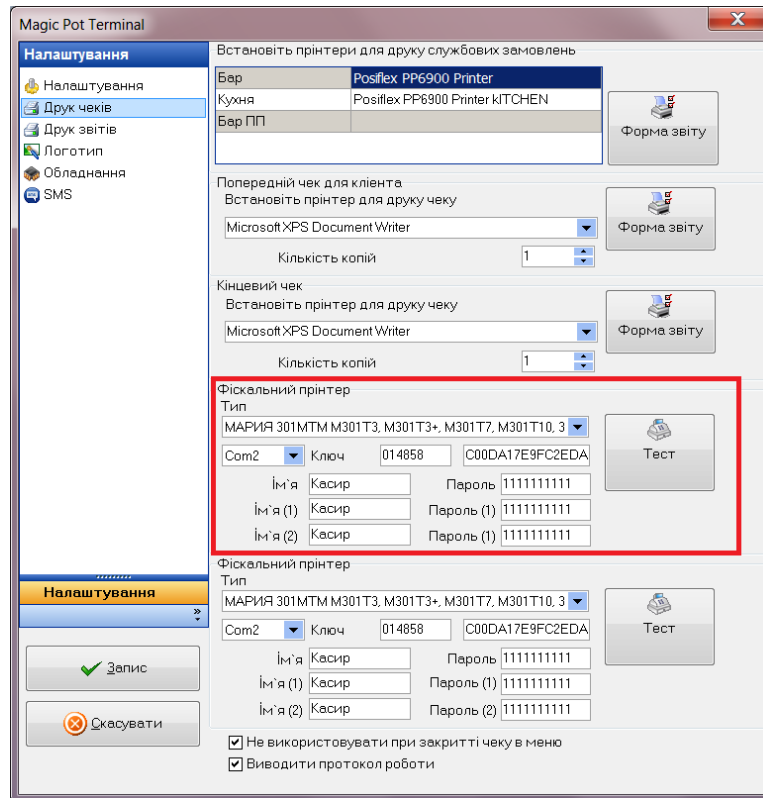 Magic Pot Terminal
Налаштування
Налаштування
Друк чеків
Друк звітів
Логотип
Обладнання
SMS
Налаштування
Запис
Скасувати
Встановіть прінтери для друку службових замовлень
Бар Posiflex PP6900 Printer
Кухня Posiflex PP6900 Printer kITCHEN
Бар ПП
Форма звіту
Попередній чек для клієнта
Встановіть прінтер для друку чеку
Microsoft XPS Document Writer
Кількість копій 1
Форма звіту
Кінцевий чек
Встановіть прінтер для друку чеку
Microsoft XPS Document Writer
Кількість копій 1
Форма звіту
Фіскальний прінтер
Тип
МАРИЯ 301МТМ М301Т3, М301Т3+, М301Т7, М301Т10, 3
Com2 Ключ 014858 C00DA17E9FC2EDA
Тест
Ім`я Касир Пароль 1111111111
Ім`я (1) Касир Пароль (1) 1111111111
Ім`я (2) Касир Пароль (1) 1111111111
Фіскальний прінтер
Тип
МАРИЯ 301МТМ М301Т3, М301Т3+, М301Т7, М301Т10, 3
Com2 Ключ 014858 C00DA17E9FC2EDA
Тест
Ім`я Касир Пароль 1111111111
Ім`я (1) Касир Пароль (1) 1111111111
Ім`я (2) Касир Пароль (2) 1111111111
Не використовувати при закритті чеку в меню
Виводити протокол роботи